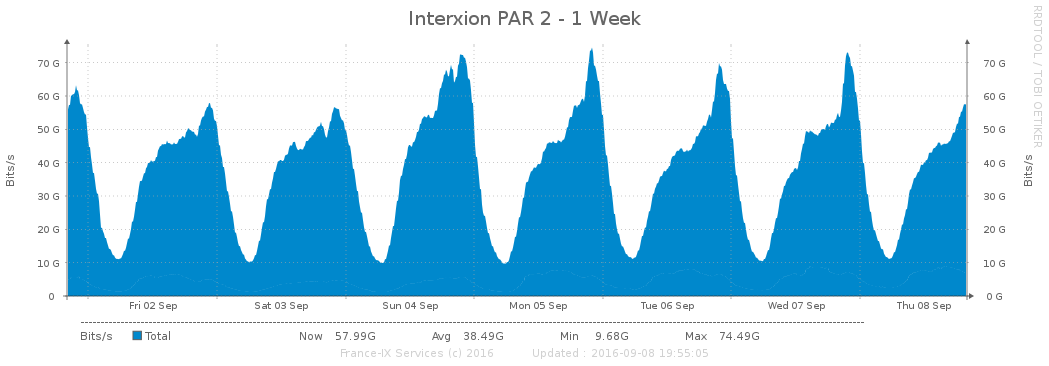 Interxion PAR 2 - 1 Week
RRDTOOL / TOBI OETIKER
Bits/s
70 G 70 G
60 G 60 G
50 G 50 G
40 G 40 G
30 G 30 G
20 G 20 G
10 G 10 G
0 0 G
Bits/s
Fri 02 Sep Sat 03 Sep Sun 04 Sep Mon 05 Sep Tue 06 Sep Wed 07 Sep Thu 08 Sep
Bits/s Total Now 57.99G Avg 38.49G Min 9.68G Max 74.49G
France-IX Services (c) 2016 Updated : 2016-09-08 19:55:05